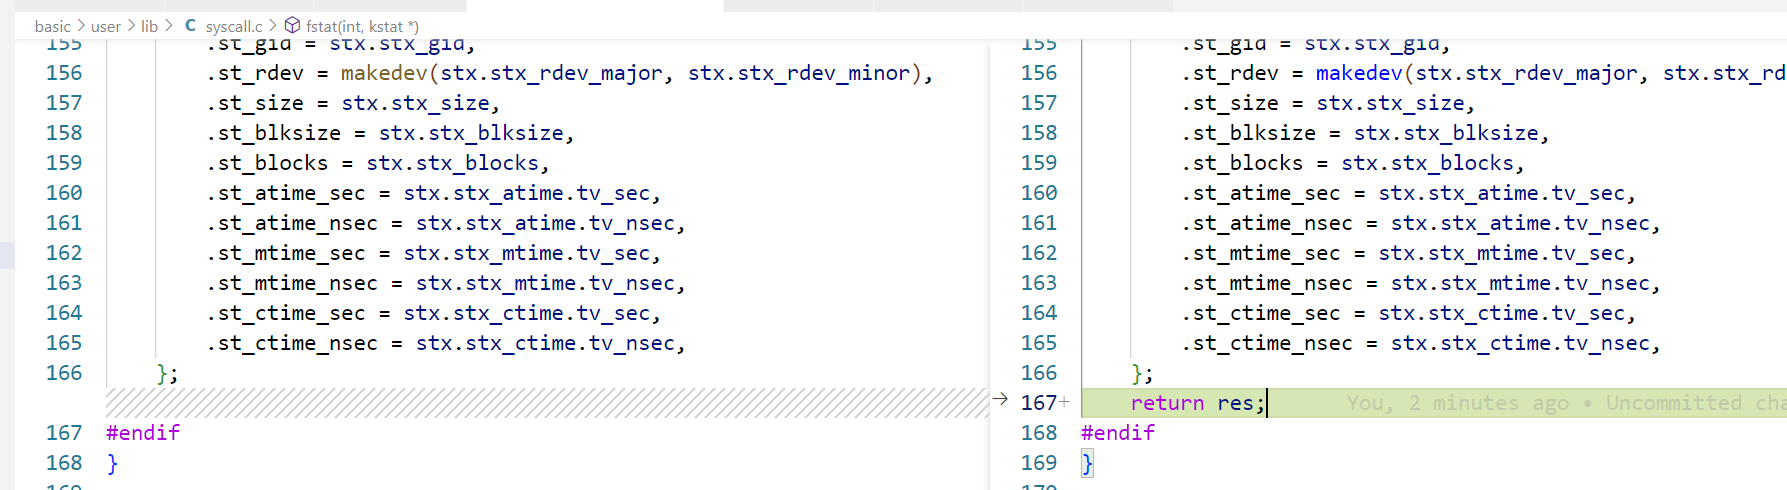 basic > user > lib > C syscall.c > fstat(int, kstat *)
155 .st_gid = stx.stx_gid,
156 .st_rdev = makedev(stx.stx_rdev_major, stx.stx_rdev_minor),
157 .st_size = stx.stx_size,
158 .st_blksize = stx.stx_blksize,
159 .st_blocks = stx.stx_blocks,
160 .st_atime_sec = stx.stx_atime.tv_sec,
161 .st_atime_nsec = stx.stx_atime.tv_nsec,
162 .st_mtime_sec = stx.stx_mtime.tv_sec,
163 .st_mtime_nsec = stx.stx_mtime.tv_nsec,
164 .st_ctime_sec = stx.stx_ctime.tv_sec,
165 .st_ctime_nsec = stx.stx_ctime.tv_nsec,
166 };
167 #endif
168 }
169
155 .st_gid = stx.stx_gid,
156 .st_rdev = makedev(stx.stx_rdev_major, stx.stx_rd
157 .st_size = stx.stx_size,
158 .st_blksize = stx.stx_blksize,
159 .st_blocks = stx.stx_blocks,
160 .st_atime_sec = stx.stx_atime.tv_sec,
161 .st_atime_nsec = stx.stx_atime.tv_nsec,
162 .st_mtime_sec = stx.stx_mtime.tv_sec,
163 .st_mtime_nsec = stx.stx_mtime.tv_nsec,
164 .st_ctime_sec = stx.stx_ctime.tv_sec,
165 .st_ctime_nsec = stx.stx_ctime.tv_nsec,
166 };
167+ return res; You, 2 minutes ago • Uncommitted cha
168 #endif
169 }
170